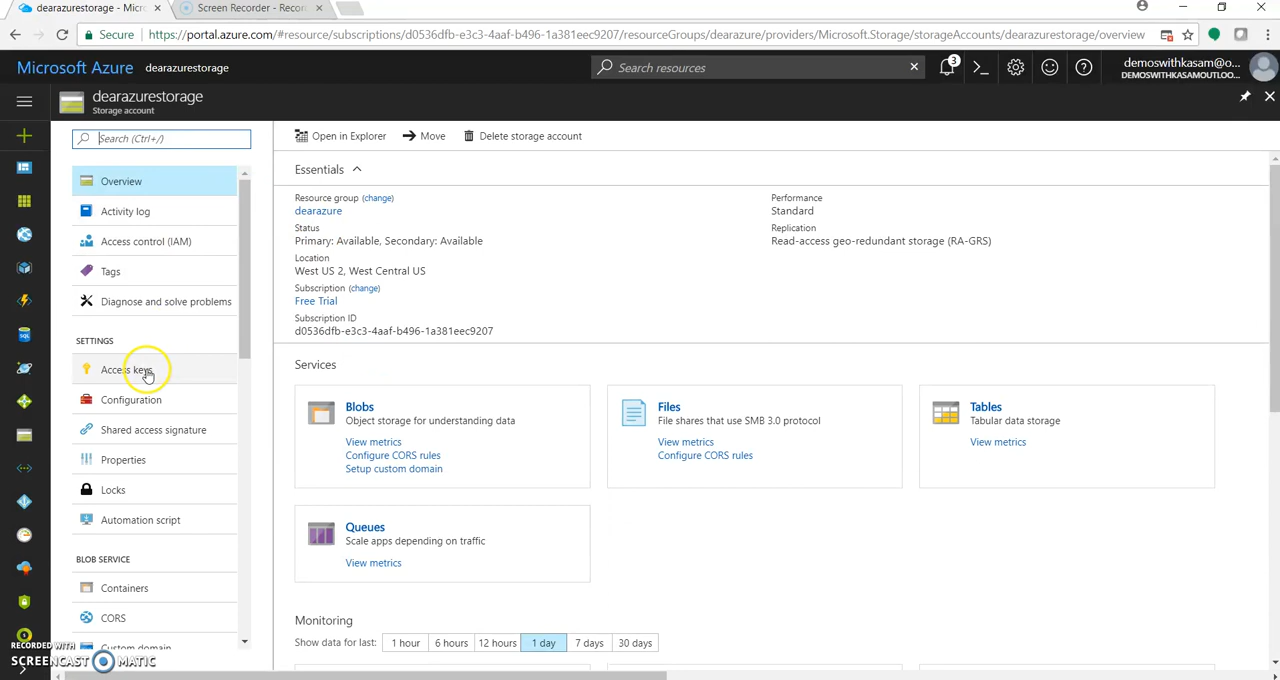 dearazurestorage - Micr
Screen Recorder - Recor
Secure
https://portal.azure.com/#resource/subscriptions/d0536dfb-e3c3-4aaf-b496-1a381eec9207/resourceGroups/dearazure/providers/Microsoft.Storage/storageAccounts/dearazurestorage/overview
Microsoft Azure
dearazurestorage
Search resources
3
demoswithkasam@o...
DEMOSWITHKASAMOUTLOO...
dearazurestorage
Storage account
Search (Ctrl+/)
Overview
Activity log
Access control (IAM)
Tags
Diagnose and solve problems
SETTINGS
Access keys
Configuration
Shared access signature
Properties
Locks
Automation script
BLOB SERVICE
Containers
CORS
Custom domain
Open in Explorer
Move
Delete storage account
Essentials
Resource group (change)
dearazure
Status
Primary: Available, Secondary: Available
Location
West US 2, West Central US
Subscription (change)
Free Trial
Subscription ID
d0536dfb-e3c3-4aaf-b496-1a381eec9207
Performance
Standard
Replication
Read-access geo-redundant storage (RA-GRS)
Services
Blobs
Object storage for understanding data
View metrics
Configure CORS rules
Setup custom domain
Files
File shares that use SMB 3.0 protocol
View metrics
Configure CORS rules
Tables
Tabular data storage
View metrics
Queues
Scale apps depending on traffic
View metrics
Monitoring
Show data for last:
1 hour
6 hours
12 hours
1 day
7 days
30 days
RECORDED WITH
SCREENCAST MATIC